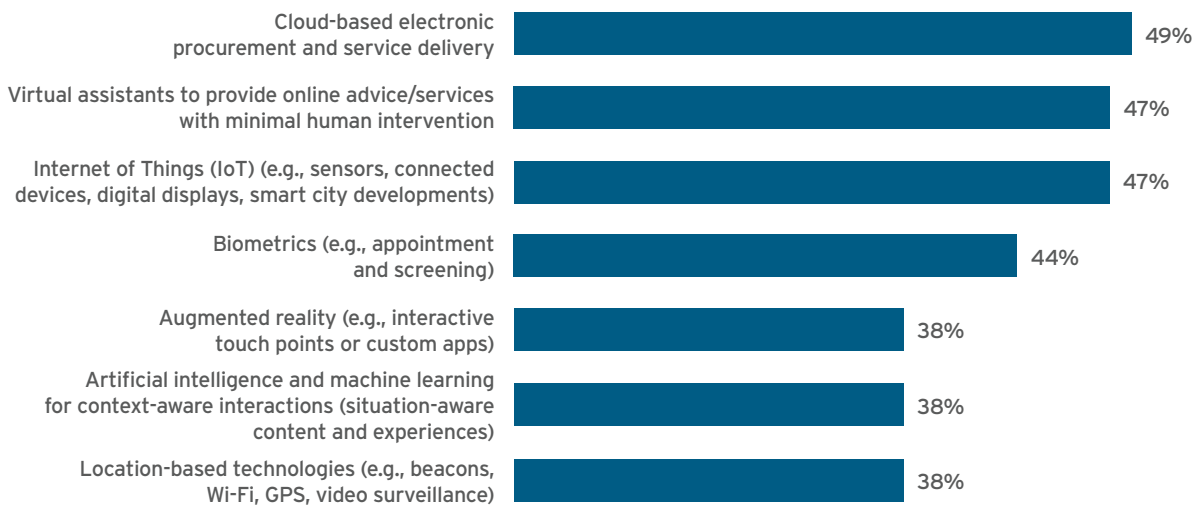 Cloud-based electronic
procurement and service delivery
49%
Virtual assistants to provide online advice/services
with minimal human intervention
47%
Internet of Things (IoT) (e.g., sensors, connected
devices, digital displays, smart city developments)
47%
Biometrics (e.g., appointment
and screening)
44%
Augmented reality (e.g., interactive
touch points or custom apps)
38%
Artificial intelligence and machine learning
for context-aware interactions (situation-aware
content and experiences)
38%
Location-based technologies (e.g., beacons,
Wi-Fi, GPS, video surveillance)
38%